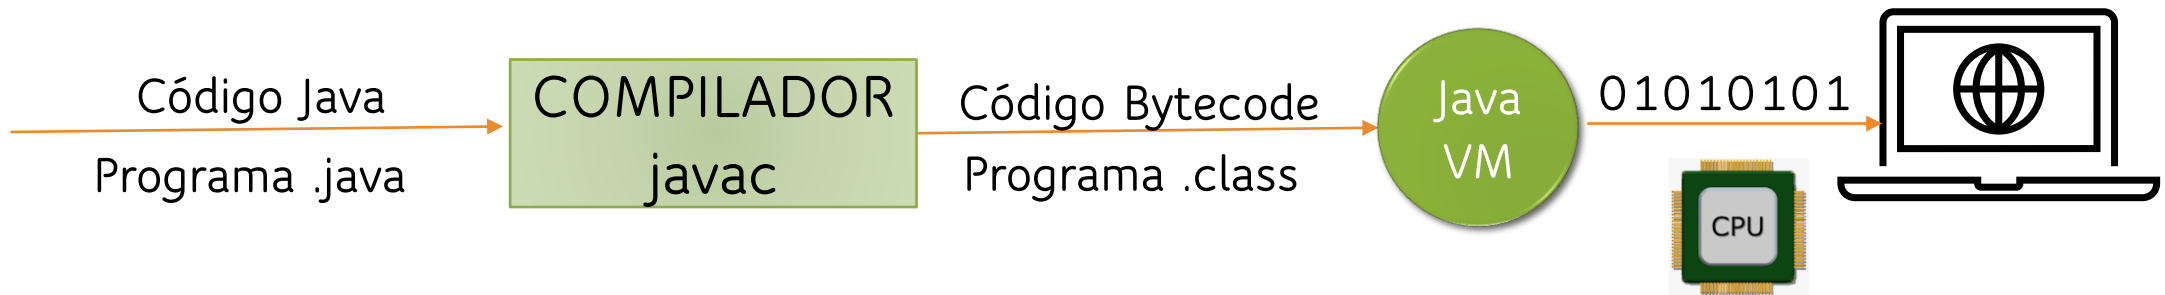 Código Java
Programa .java
COMPILADOR
javac
Código Bytecode
Programa .class
Java
VM
01010101
CPU